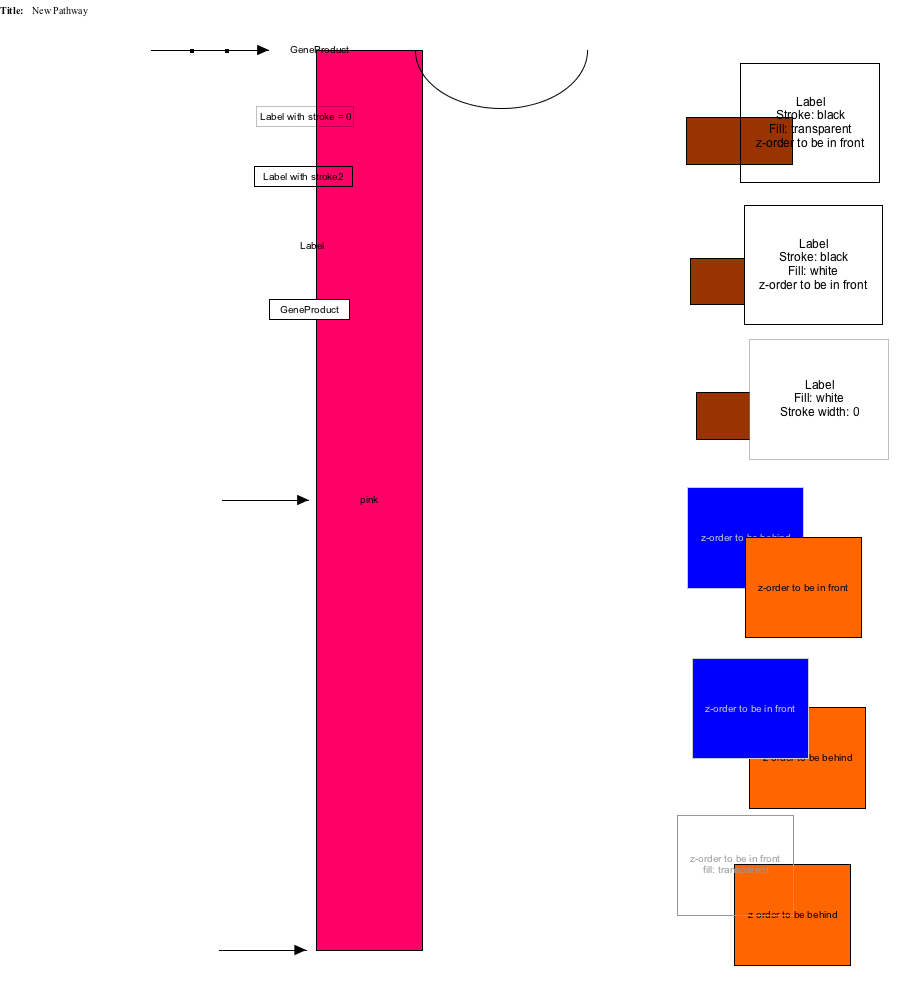 Title: New Pathway
GeneProduct
Label with stroke = 0
Label with stroke2
Label
GeneProduct
pink
Label
Stroke: black
Fill: transparent
z-order to be in front
Label
Stroke: black
Fill: white
z-order to be in front
Label
Fill: white
Stroke width: 0
z-order to be behind
z-order to be in front
z-order to be in front
z-order to be behind
z-order to be in front
fill: transparent
z-order to be behind